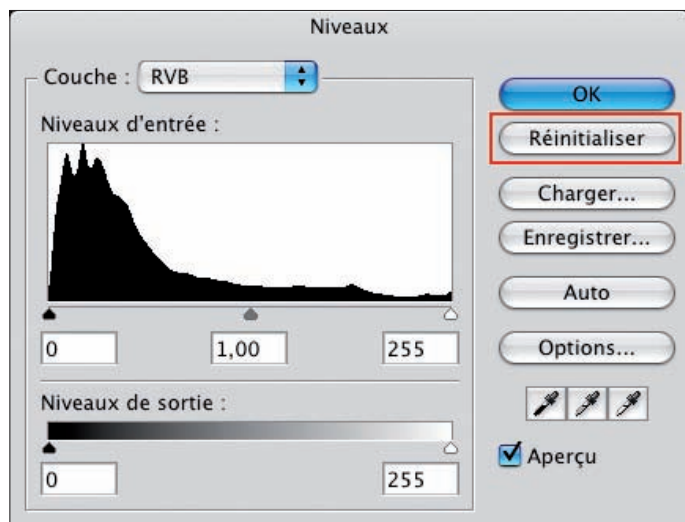 Niveaux
Couche : RVB
Niveaux d'entrée :
0 1,00 255
Niveaux de sortie :
0 255
OK
Réinitialiser
Charger...
Enregistrer...
Auto
Options...
Aperçu